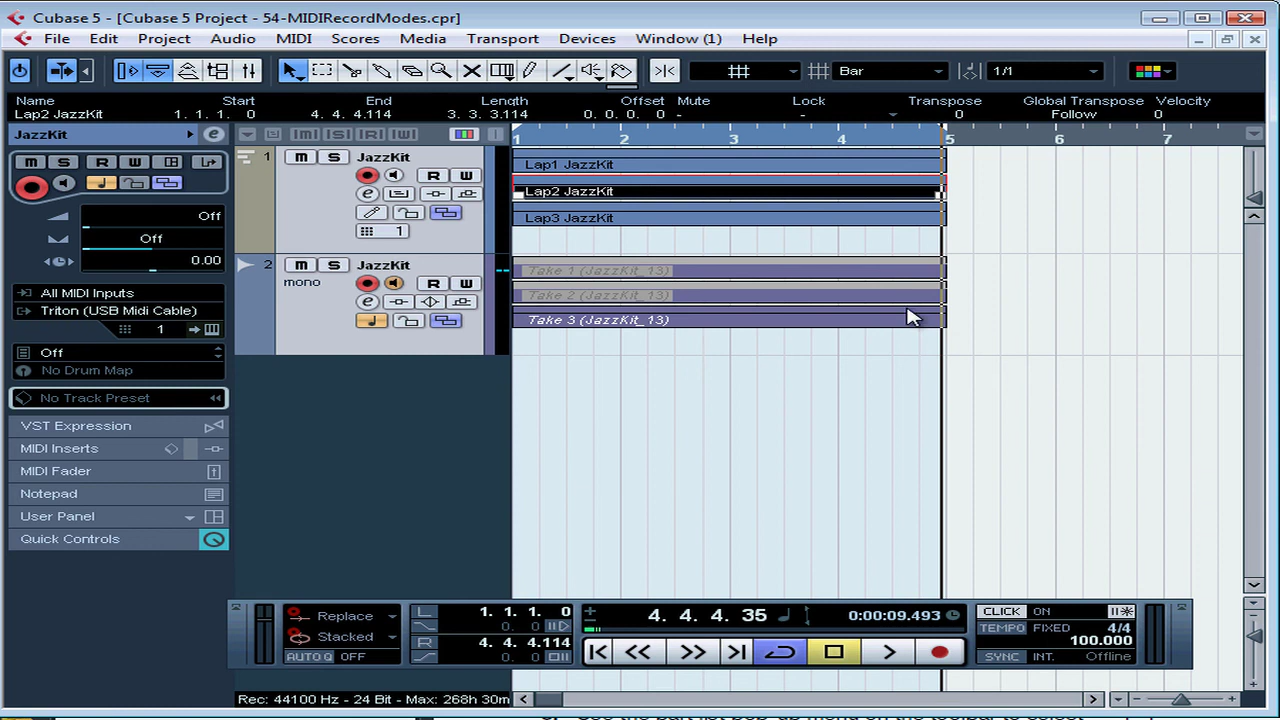 Cubase 5 - [Cubase 5 Project - 54-MIDIRecordModes.cpr]
File Edit Project Audio MIDI Scores Media Transport Devices Window (1) Help
Bar 1/1
Name Start End Length Offset Mute Lock Transpose Global Transpose Velocity
Lap2 JazzKit 1. 1. 1. 0 4. 4. 4.114 3. 3. 3.114 0. 0. 0. 0 - - 0 Follow 0
JazzKit
m S R W
Off
Off
0.00
All MIDI Inputs
Triton (USB Midi Cable)
1
Off
No Drum Map
No Track Preset
VST Expression
MIDI Inserts
MIDI Fader
Notepad
User Panel
Quick Controls
[m] [S] [R] [W]
1 2 3 4 5 6 7
1 m S JazzKit
R W
e
1
Lap1 JazzKit
Lap2 JazzKit
Lap3 JazzKit
2 m S JazzKit
mono R W
e
Take 1 (JazzKit_13)
Take 2 (JazzKit_13)
Take 3 (JazzKit_13)
Replace
Stacked
AUTO Q OFF
L 1. 1. 1. 0
0. 0
R 4. 4. 4.114
0. 0
4. 4. 4. 35 0:00:09.493
CLICK ON
TEMPO FIXED 4/4
100.000
SYNC INT. Offline
Rec: 44100 Hz - 24 Bit - Max: 268h 30m